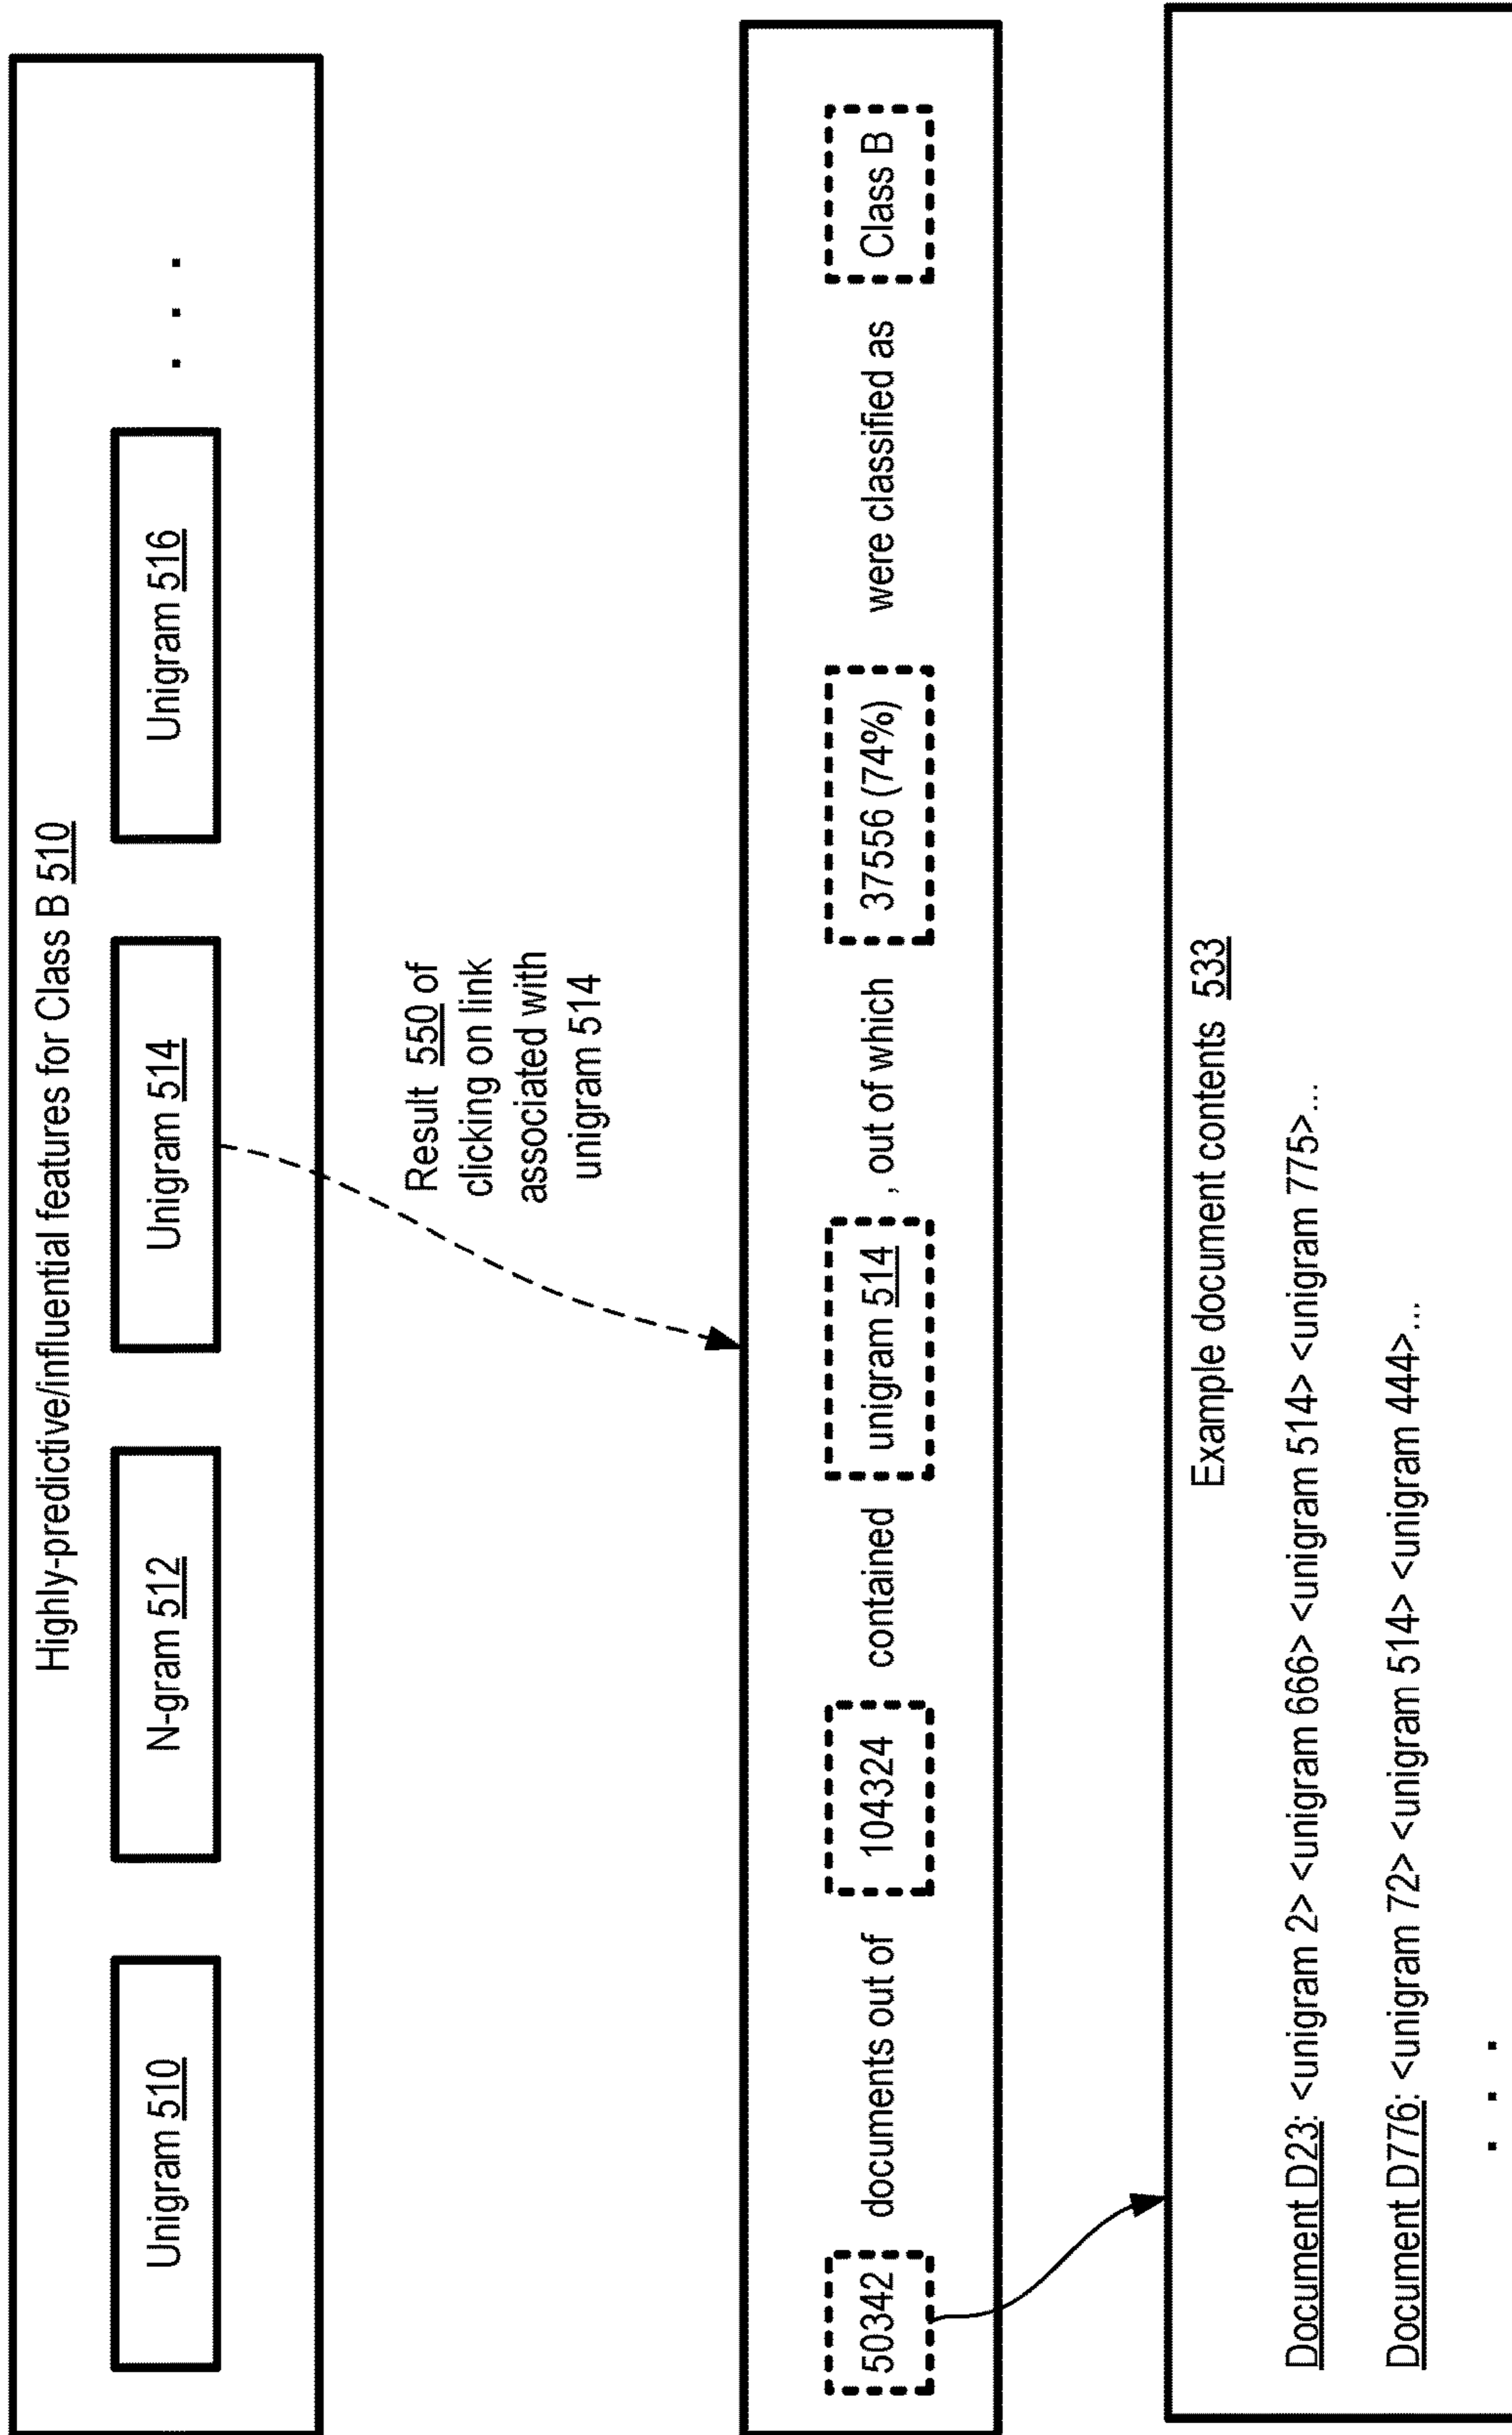 Highly-predictive/influential features for Class B 510
Unigram 510
N-gram 512
Unigram 514
Unigram 516
. . .
Result 550 of
clicking on link
associated with
unigram 514
50342 documents out of 104324 contained unigram 514 , out of which 37556 (74%) were classified as Class B
Example document contents 533
Document D23: <unigram 2> <unigram 666> <unigram 514> <unigram 775>...
Document D776: <unigram 72> <unigram 514> <unigram 444>...
. . .